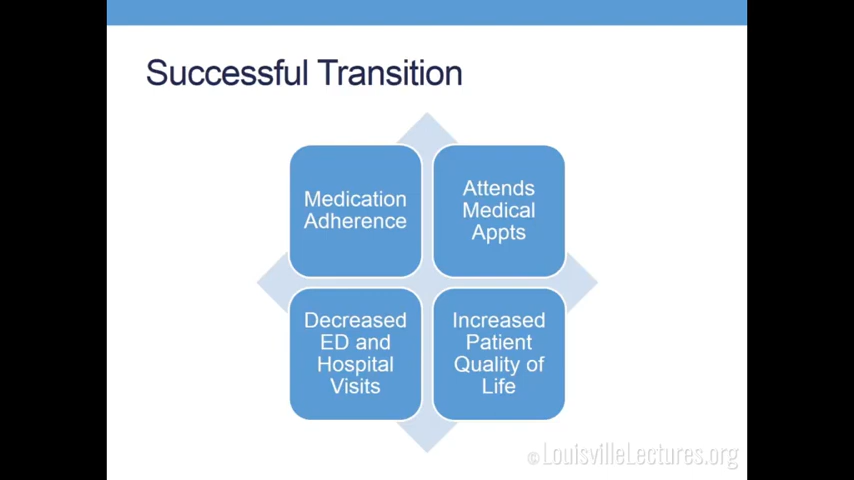 Successful Transition
Medication
Adherence
Attends
Medical
Appts
Decreased
ED and
Hospital
Visits
Increased
Patient
Quality of
Life
©LouisvilleLectures.org